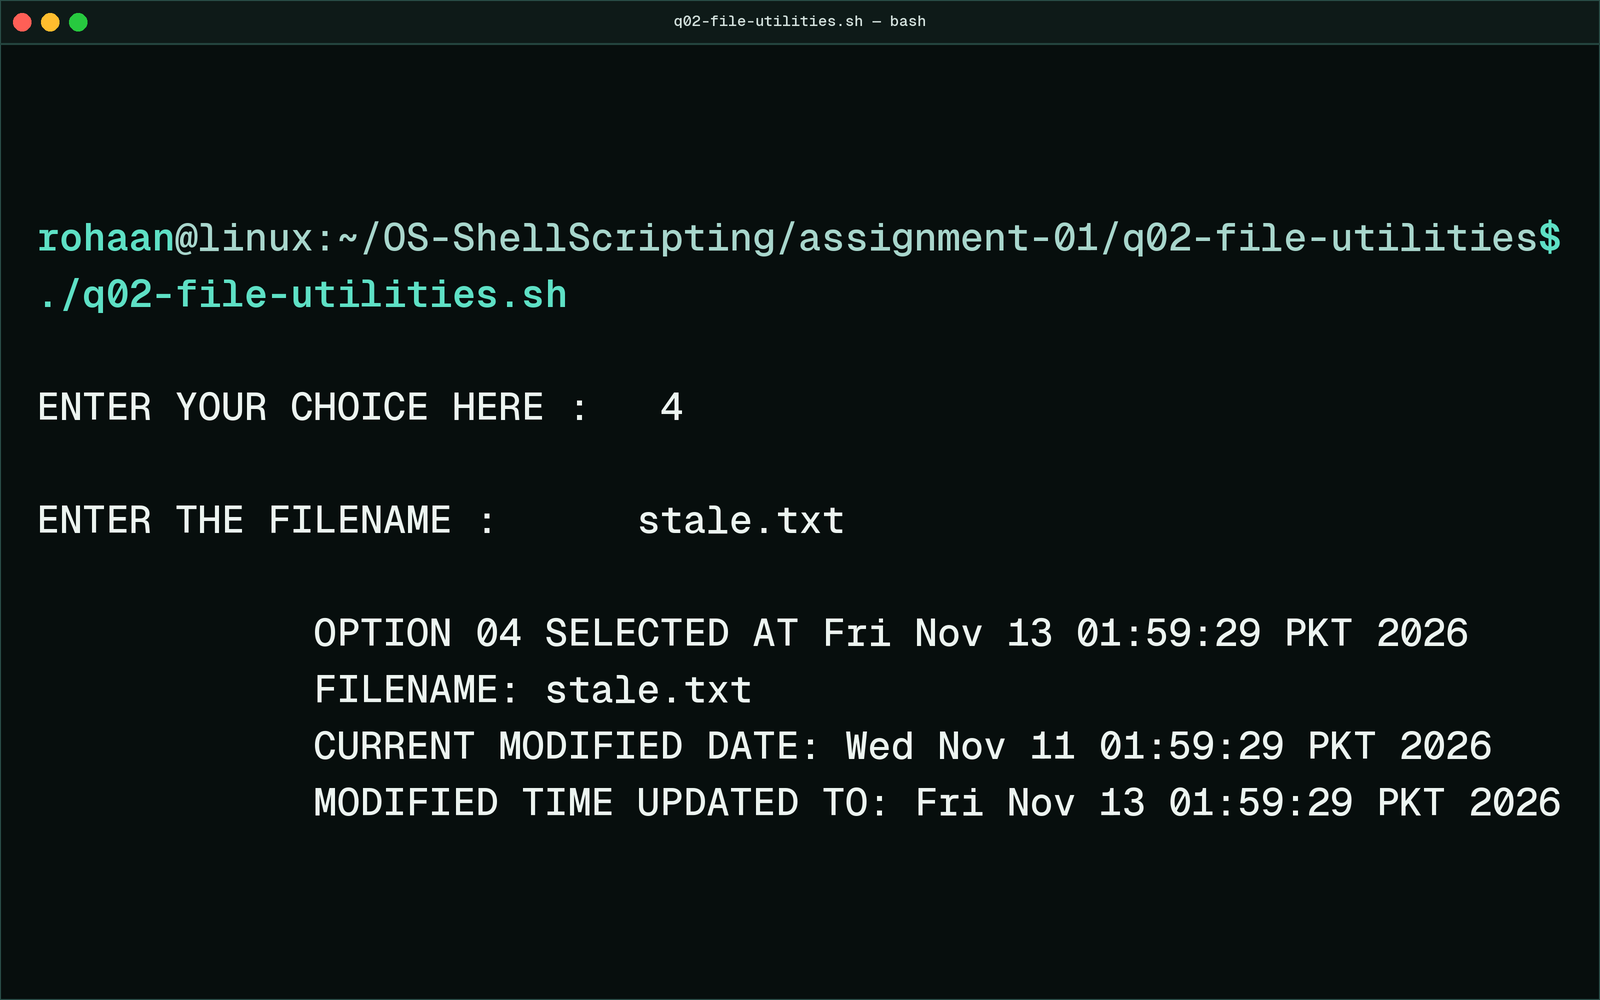 q02-file-utilities.sh — bash
rohaan@linux:~/OS-ShellScripting/assignment-01/q02-file-utilities$
./q02-file-utilities.sh
ENTER YOUR CHOICE HERE :   4
ENTER THE FILENAME :      stale.txt
OPTION 04 SELECTED AT Fri Nov 13 01:59:29 PKT 2026
FILENAME: stale.txt
CURRENT MODIFIED DATE: Wed Nov 11 01:59:29 PKT 2026
MODIFIED TIME UPDATED TO: Fri Nov 13 01:59:29 PKT 2026